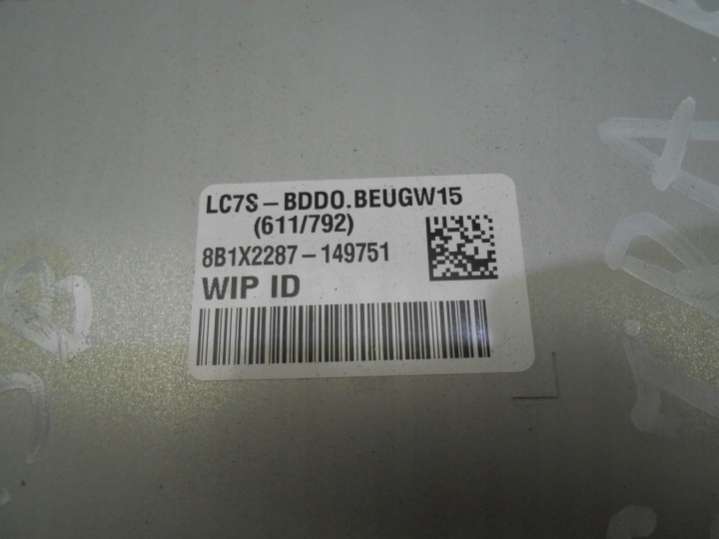 LC7S-BDDO.BEUGW15
(611/792)
8B1X2287-149751
WIP ID